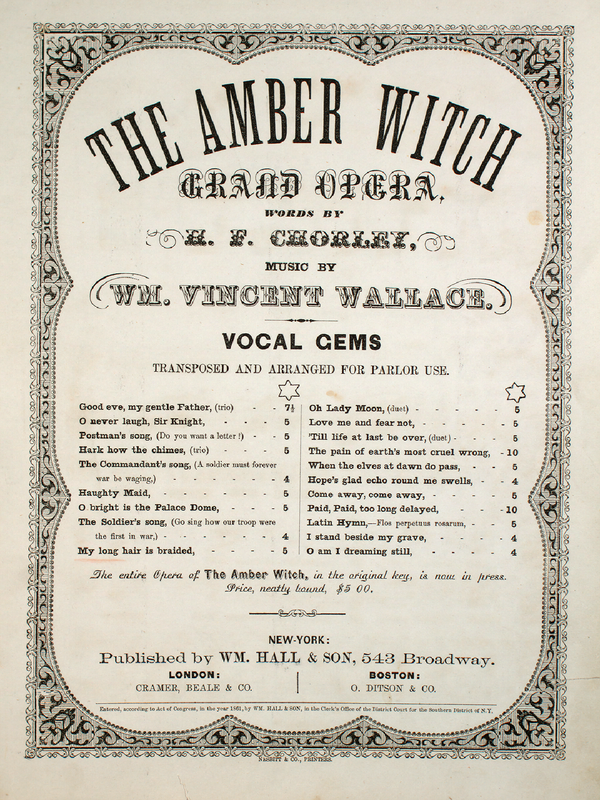 THE AMBER WITCH
GRAND OPERA.
WORDS BY
H. F. CHORLEY,
MUSIC BY
WM. VINCENT WALLACE.
VOCAL GEMS
TRANSPOSED AND ARRANGED FOR PARLOR USE.
Good eve, my gentle Father, (trio) - - 7½
O never laugh, Sir Knight, - - - 5
Postman's song, (Do you want a letter!) - - 5
Hark how the chimes, (trio) - - - 5
The Commandant's song, (A soldier must forever
war be waging,) - - - - 4
Haughty Maid, - - - - - 5
O bright is the Palace Dome, - - - 5
The Soldier's song, (Go sing how our troop were
the first in war,) - - - - 4
My long hair is braided, - - - - 5
Oh Lady Moon, (duet) - - - - - 5
Love me and fear not, - - - - - 5
'Till life at last be over, (duet) - - - - 5
The pain of earth's most cruel wrong, - 10
When the elves at dawn do pass, - - 5
Hope's glad echo round me swells, - - 4
Come away, come away, - - - - 5
Paid, Paid, too long delayed, - - - 10
Latin Hymn,—Flos perpetuus rosarum, - - 5
I stand beside my grave, - - - - 4
O am I dreaming still, - - - - - 4
The entire Opera of The Amber Witch, in the original key, is now in press.
Price, neatly bound, $5 00.
NEW-YORK:
Published by WM. HALL & SON, 543 Broadway.
LONDON:
CRAMER, BEALE & CO.
BOSTON:
O. DITSON & CO.
Entered, according to Act of Congress, in the year 1861, by WM. HALL & SON, in the Clerk's Office of the District Court for the Southern District of N.Y.
NESBITT & CO., PRINTERS.